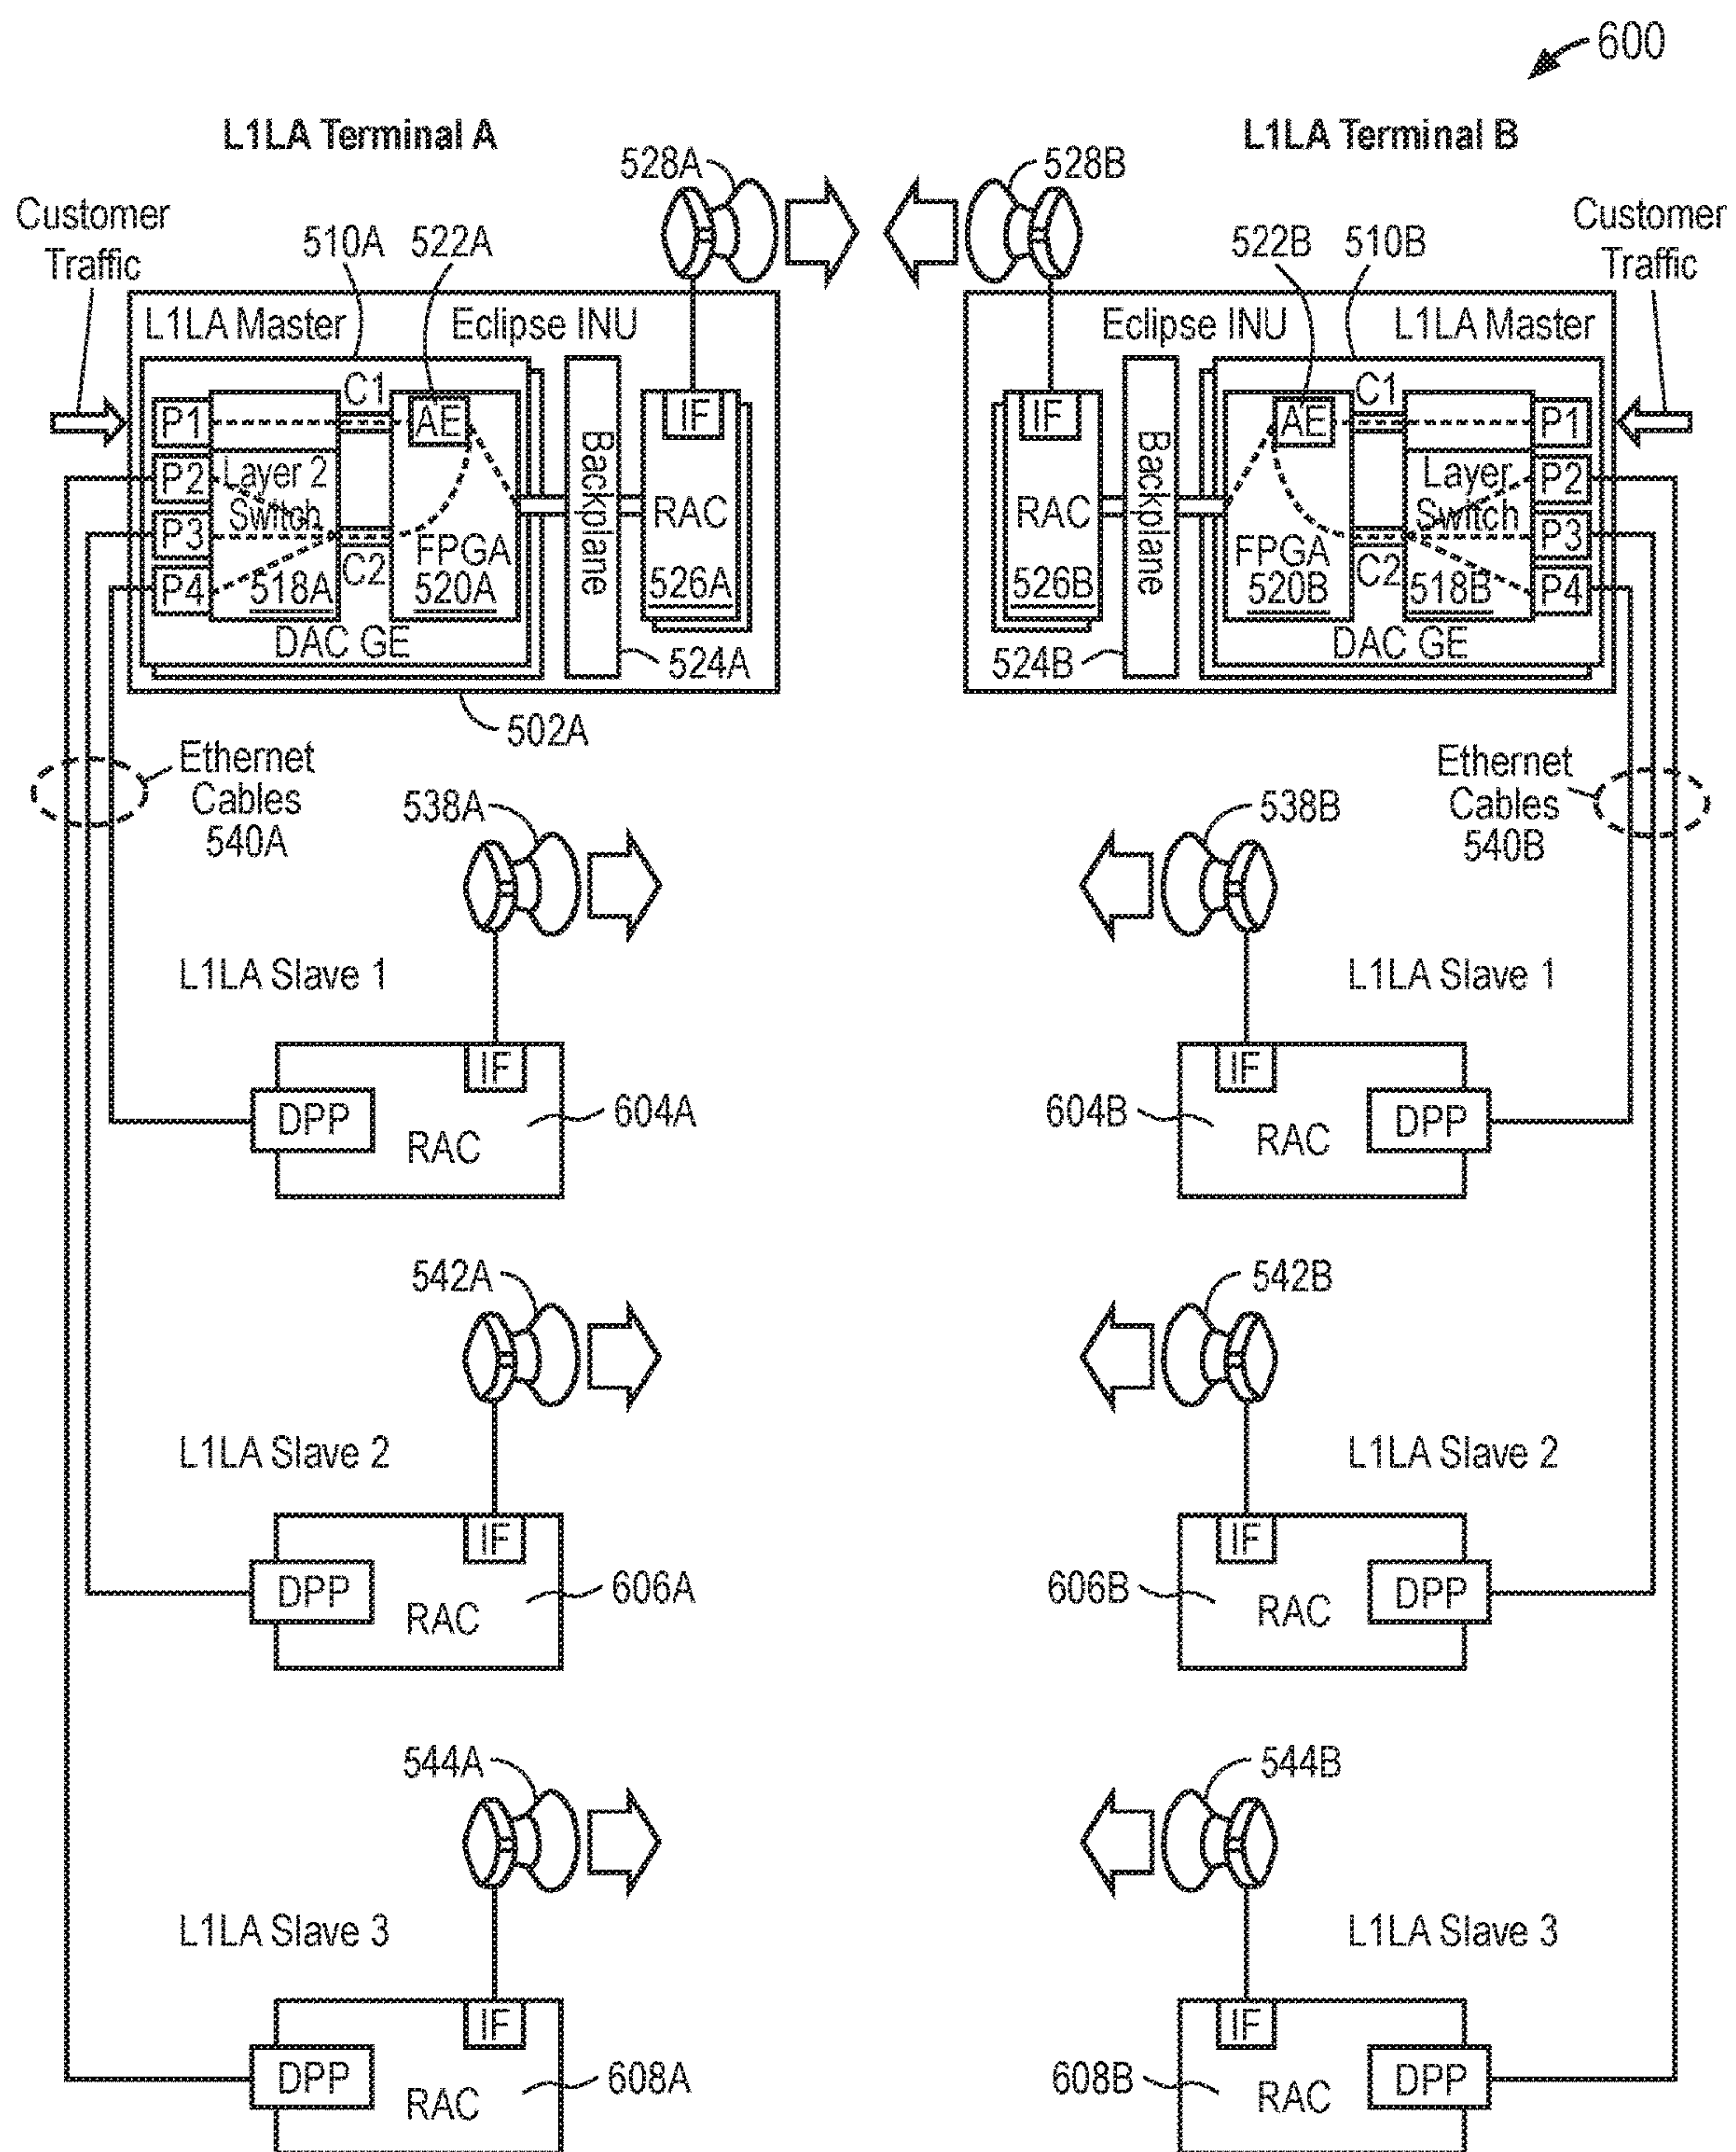 600
L1LA Terminal A
L1LA Terminal B
528A
528B
Customer
Traffic
510A
522A
522B
510B
Customer
Traffic
L1LA Master
Eclipse INU
Eclipse INU
L1LA Master
P1
P2
P3
P4
Layer 2
Switch
518A
C1
C2
AE
FPGA
520A
DAC GE
Backplane
IF
RAC
526A
524A
502A
IF
RAC
526B
Backplane
524B
AE
FPGA
520B
C1
C2
Layer
Switch
518B
P1
P2
P3
P4
DAC GE
Ethernet
Cables
540A
Ethernet
Cables
540B
538A
538B
L1LA Slave 1
L1LA Slave 1
IF
DPP
RAC
604A
604B
IF
RAC
DPP
542A
542B
L1LA Slave 2
L1LA Slave 2
IF
DPP
RAC
606A
606B
IF
RAC
DPP
544A
544B
L1LA Slave 3
L1LA Slave 3
IF
DPP
RAC
608A
608B
IF
RAC
DPP